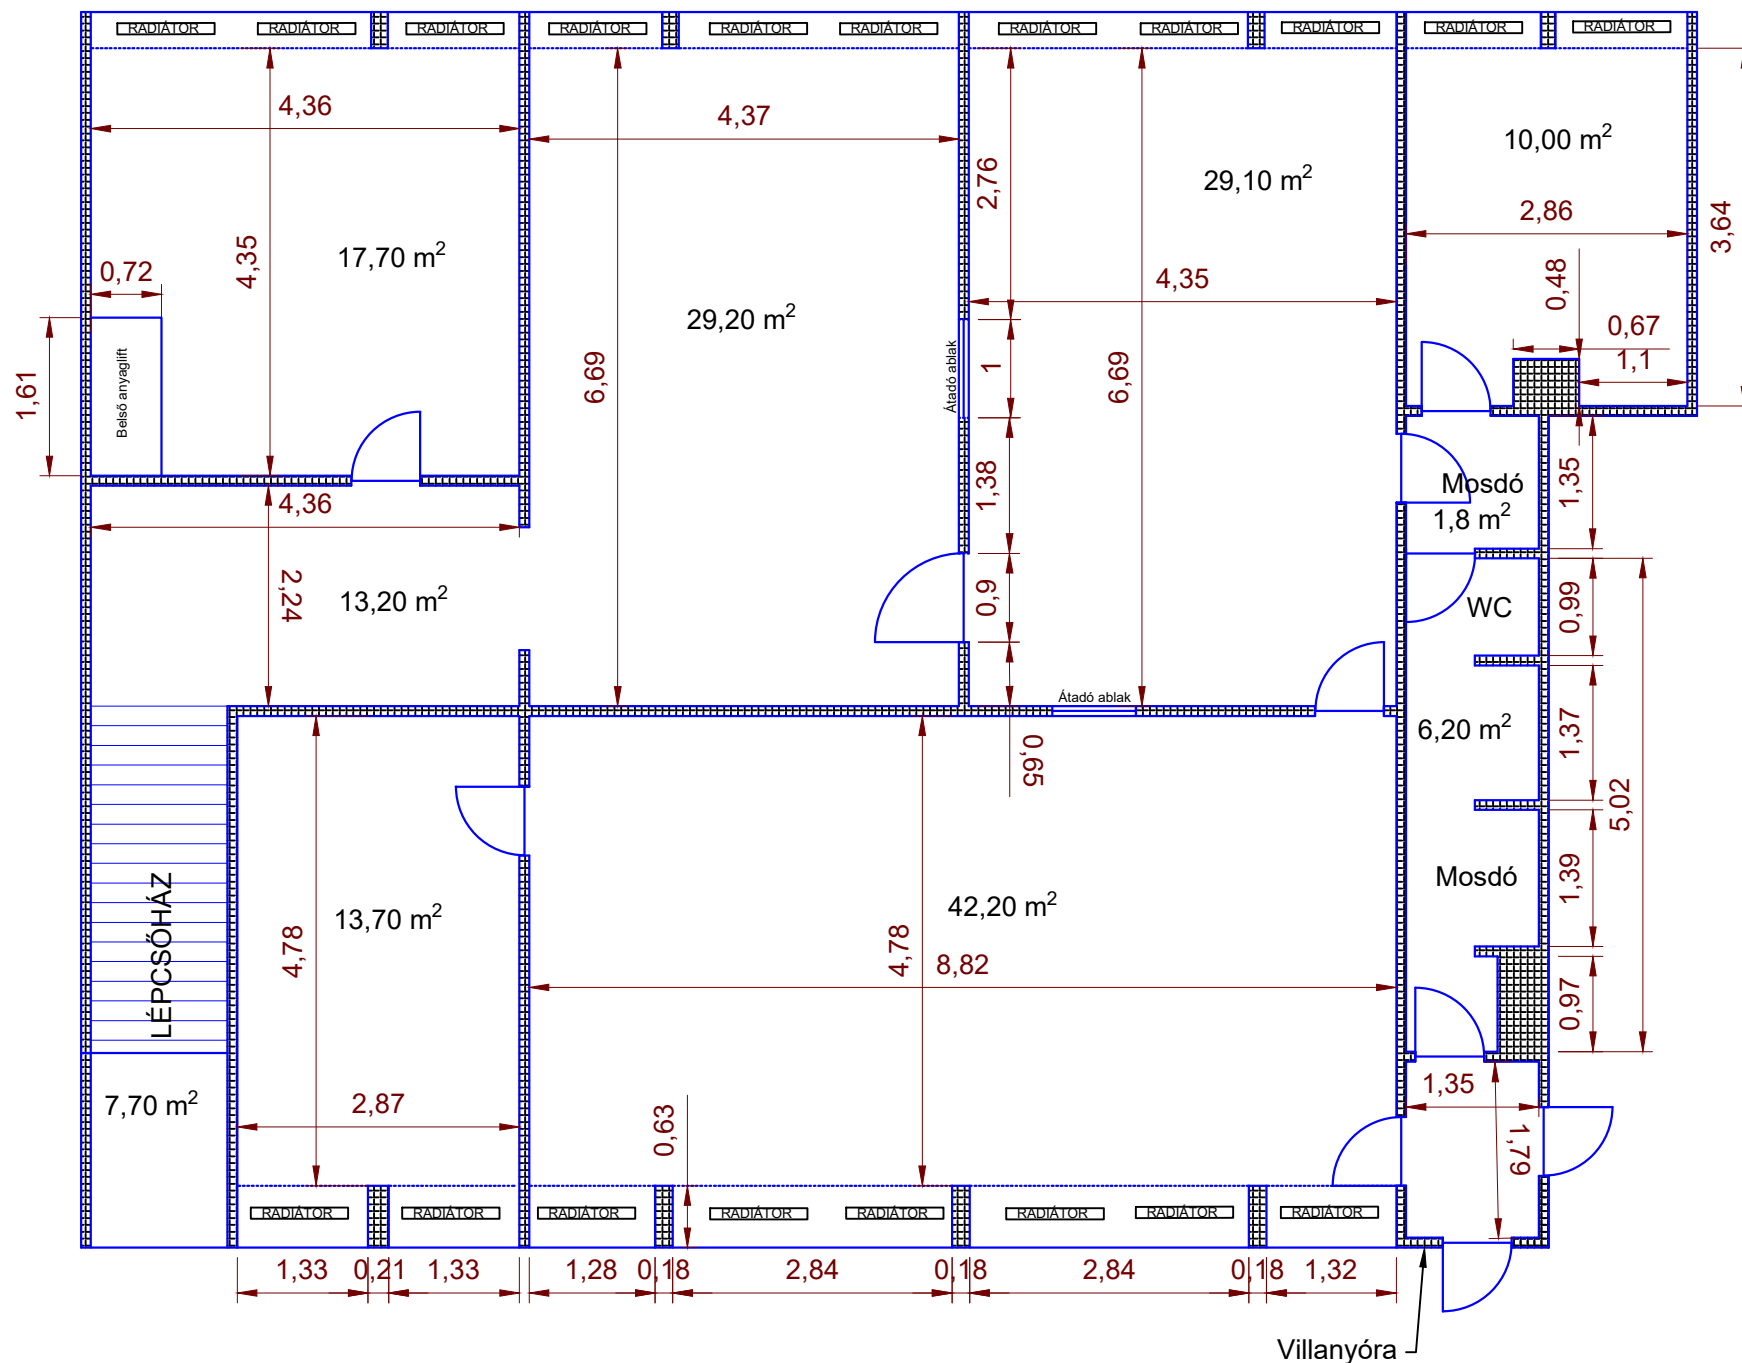 RADIÁTOR RADIÁTOR RADIÁTOR RADIÁTOR RADIÁTOR RADIÁTOR RADIÁTOR RADIÁTOR RADIÁTOR RADIÁTOR RADIÁTOR
4,36
4,37
10,00 m²
2,76
29,10 m²
2,86
3,64
4,35
17,70 m²
0,72
4,35
0,48
29,20 m²
0,67
1,1
1,61
Belső anyaglift
6,69
Átadó ablak
1
6,69
4,36
1,38
Mosdó
1,8 m²
1,35
2,24
13,20 m²
0,9
WC
0,99
Átadó ablak
0,65
6,20 m²
1,37
5,02
LÉPCSŐHÁZ
13,70 m²
42,20 m²
Mosdó
1,39
4,78
4,78
8,82
0,97
7,70 m²
2,87
0,63
1,35
1,79
RADIÁTOR RADIÁTOR RADIÁTOR RADIÁTOR RADIÁTOR RADIÁTOR RADIÁTOR RADIÁTOR
1,33 0,21 1,33 1,28 0,18 2,84 0,18 2,84 0,18 1,32
Villanyóra